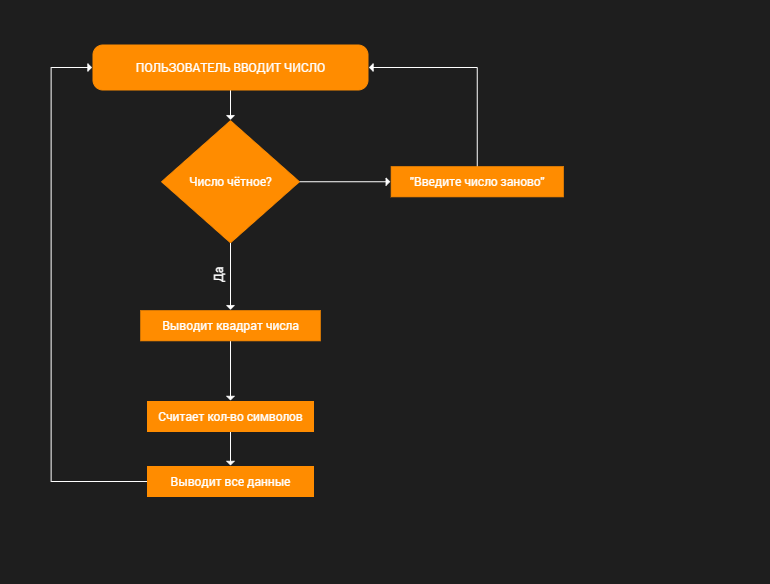 ПОЛЬЗОВАТЕЛЬ ВВОДИТ ЧИСЛО
Число чётное?
"Введите число заново"
Да
Выводит квадрат числа
Считает кол-во символов
Выводит все данные